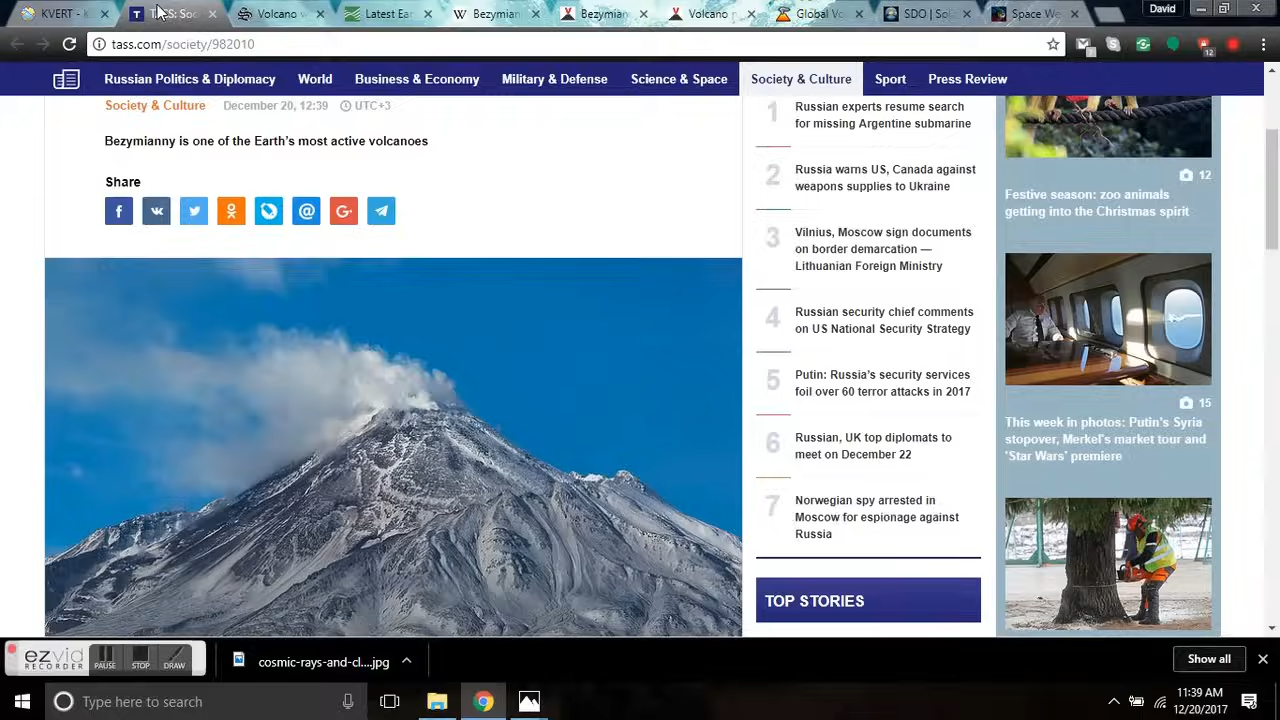 KVERT -
TASS: Soc
Volcano
Latest Ear
Wikipedia
Bezymian
Bezymian
Volcano
Global Vo
SDO | Sol
Space We
David
tass.com/society/982010
12
Russian Politics & Diplomacy
World
Business & Economy
Military & Defense
Science & Space
Society & Culture
Sport
Press Review
Society & Culture
December 20, 12:39
UTC+3
Bezymianny is one of the Earth's most active volcanoes
Share
1
Russian experts resume search
for missing Argentine submarine
2
Russia warns US, Canada against
weapons supplies to Ukraine
3
Vilnius, Moscow sign documents
on border demarcation —
Lithuanian Foreign Ministry
4
Russian security chief comments
on US National Security Strategy
5
Putin: Russia's security services
foil over 60 terror attacks in 2017
6
Russian, UK top diplomats to
meet on December 22
7
Norwegian spy arrested in
Moscow for espionage against
Russia
TOP STORIES
12
Festive season: zoo animals
getting into the Christmas spirit
15
This week in photos: Putin's Syria
stopover, Merkel's market tour and
'Star Wars' premiere
ezvid
RECORDER
PAUSE
STOP
DRAW
cosmic-rays-and-cl....jpg
Show all
Type here to search
11:39 AM
12/20/2017